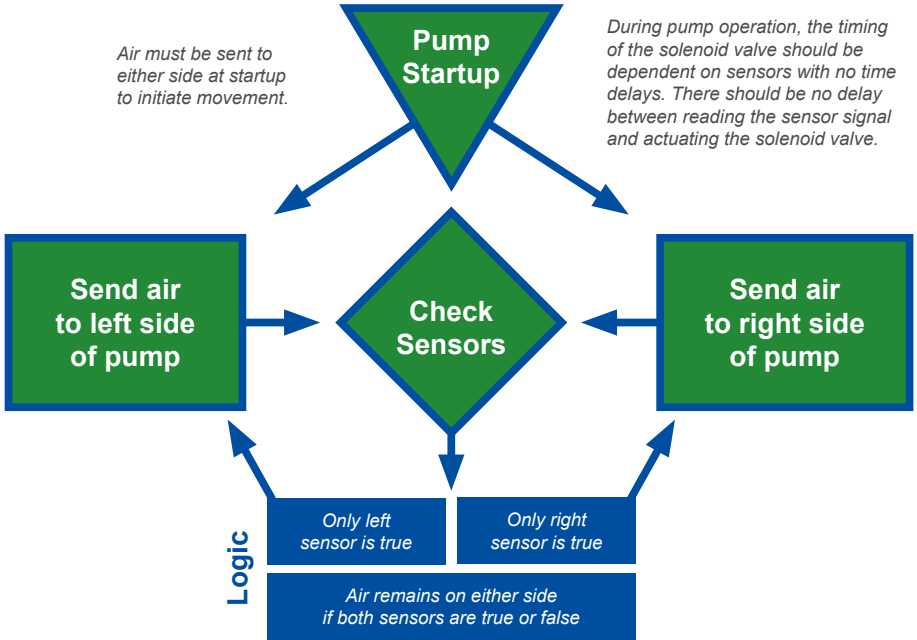 Air must be sent to
either side at startup
to initiate movement.
Pump
Startup
During pump operation, the timing
of the solenoid valve should be
dependent on sensors with no time
delays. There should be no delay
between reading the sensor signal
and actuating the solenoid valve.
Send air
to left side
of pump
Check
Sensors
Send air
to right side
of pump
Logic
Only left
sensor is true
Only right
sensor is true
Air remains on either side
if both sensors are true or false